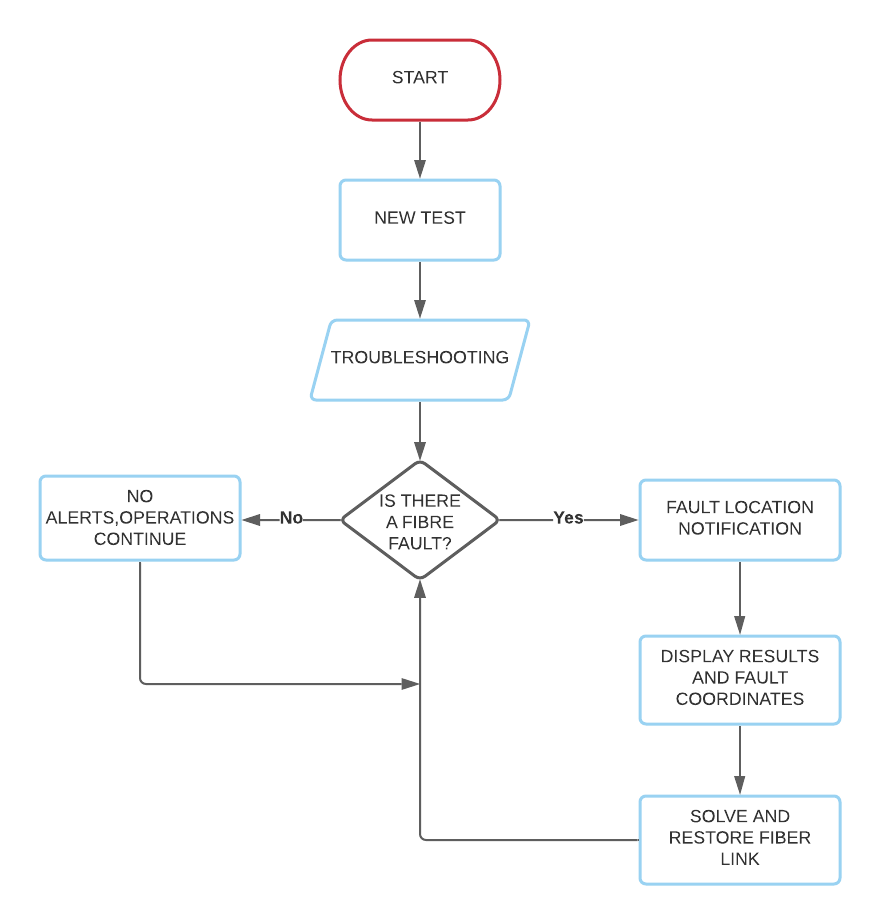 START
NEW TEST
TROUBLESHOOTING
IS THERE
A FIBRE
FAULT?
No
Yes
NO
ALERTS,OPERATIONS
CONTINUE
FAULT LOCATION
NOTIFICATION
DISPLAY RESULTS
AND FAULT
COORDINATES
SOLVE AND
RESTORE FIBER
LINK